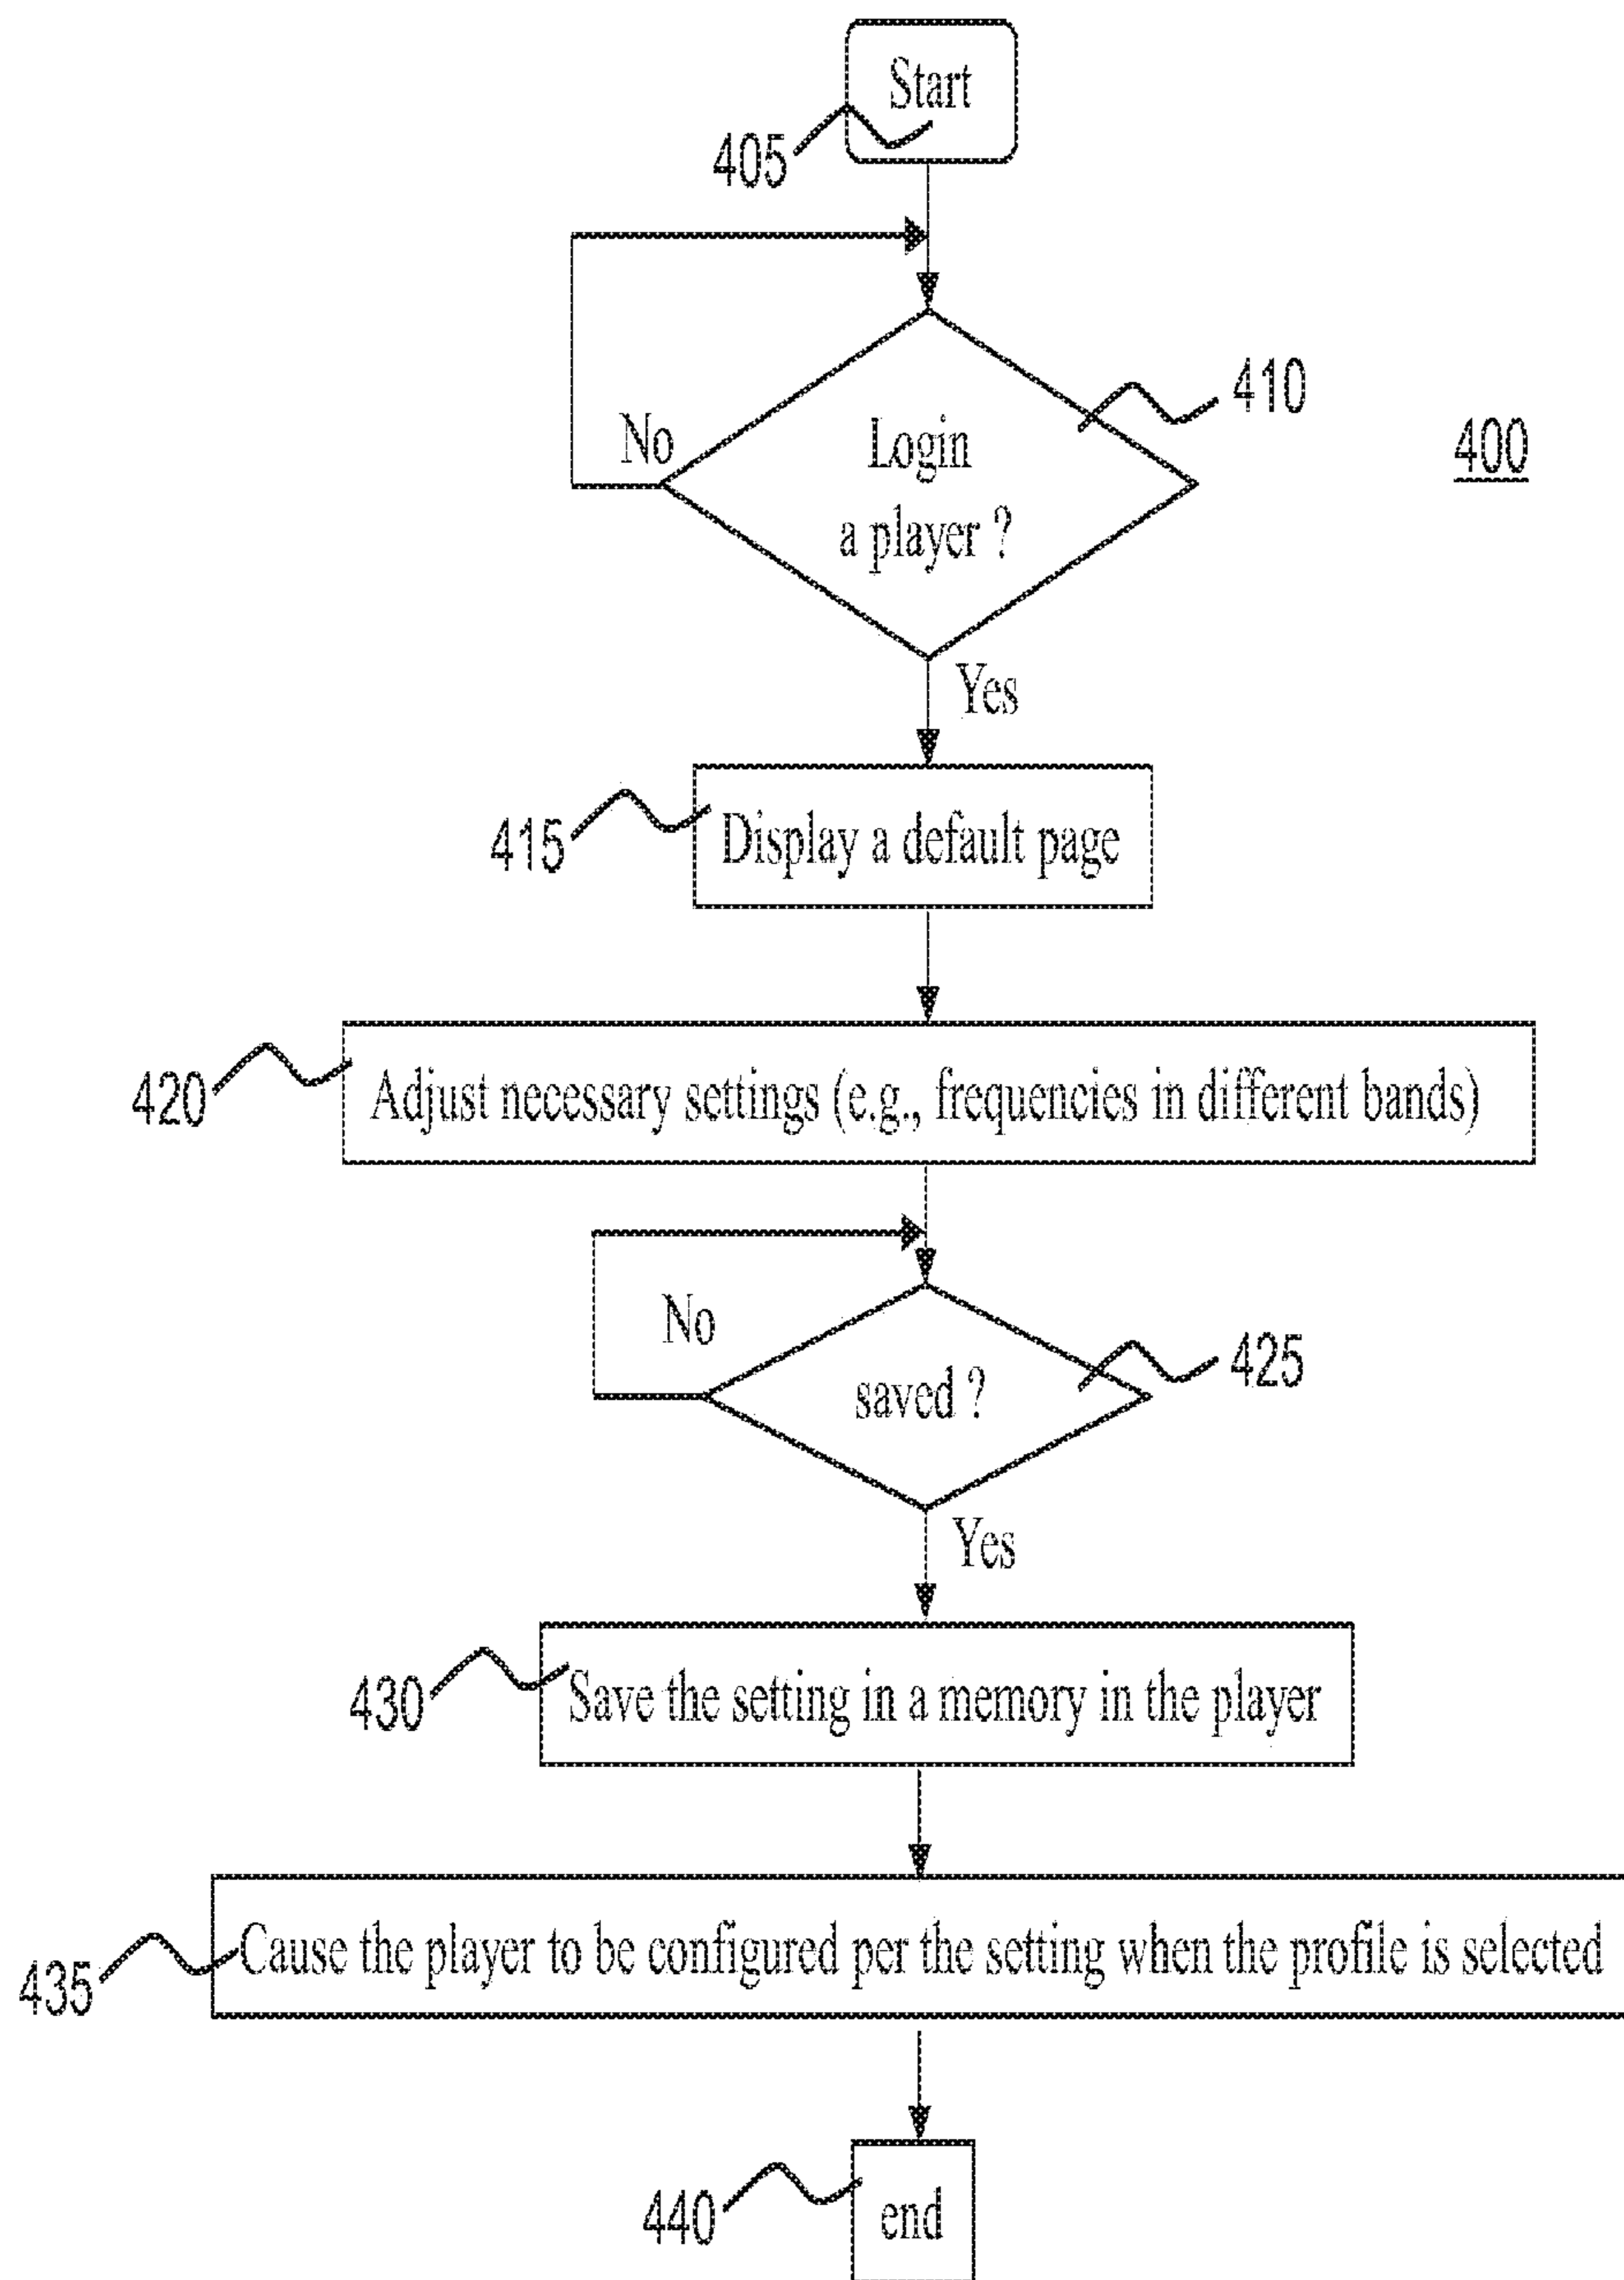 Start
405
410
No
Login
a player ?
400
Yes
415
Display a default page
420
Adjust necessary settings (e.g., frequencies in different bands)
No
saved ?
425
Yes
430
Save the setting in a memory in the player
435
Cause the player to be configured per the setting when the profile is selected
440
end